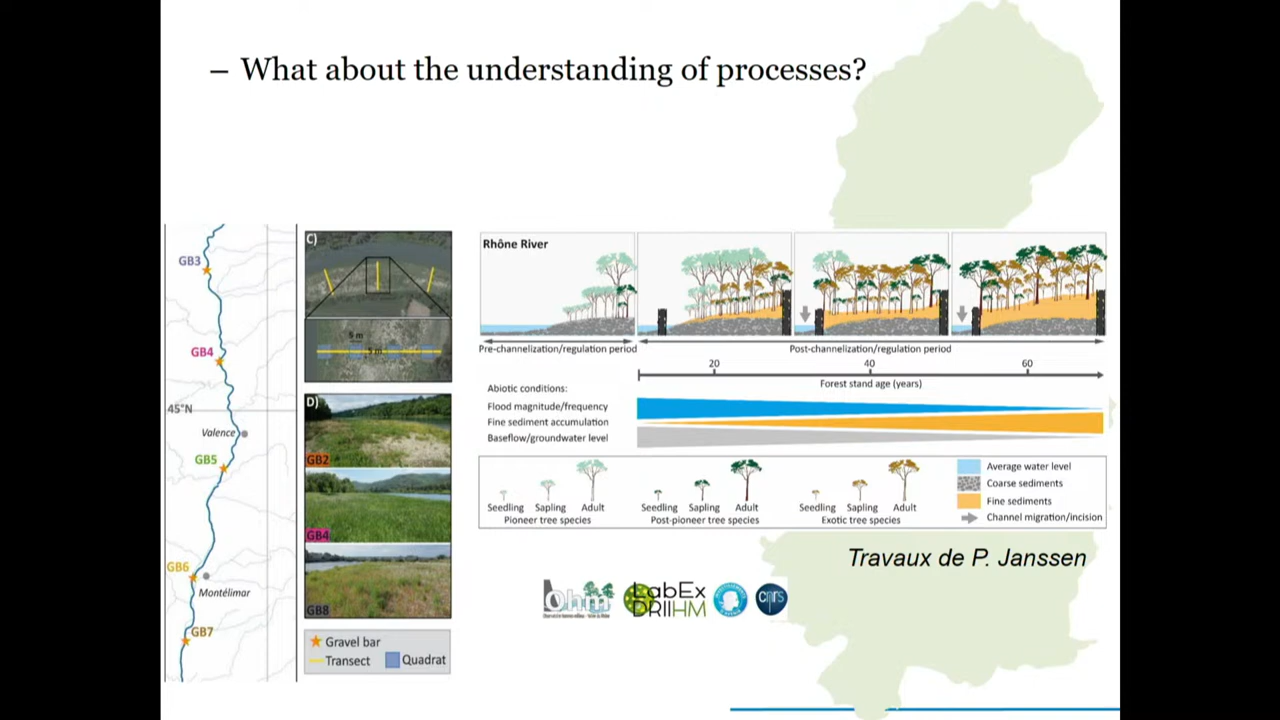 – What about the understanding of processes?
GB3
GB4
45°N
Valence
GB5
GB6
Montélimar
GB7
C)
5 m
D)
GB2
GB4
GB8
Gravel bar
Transect
Quadrat
Rhône River
Pre-channelization/regulation period
Post-channelization/regulation period
20 40 60
Forest stand age (years)
Abiotic conditions:
Flood magnitude/frequency
Fine sediment accumulation
Baseflow/groundwater level
Seedling Sapling Adult
Pioneer tree species
Seedling Sapling Adult
Post-pioneer tree species
Seedling Sapling Adult
Exotic tree species
Average water level
Coarse sediments
Fine sediments
Channel migration/incision
Travaux de P. Janssen
Ohm
LabEx
DRIIHM
cnrs